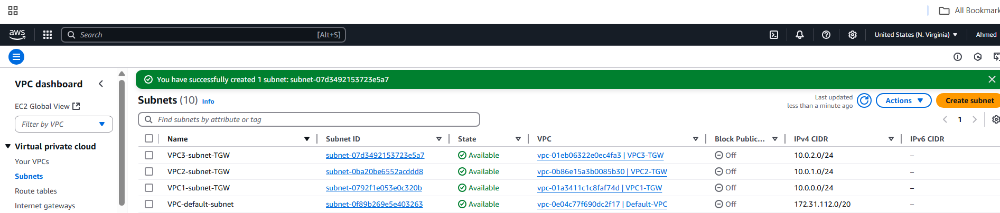 All Bookmark
aws Search [Alt+S] United States (N. Virginia) Ahmed
VPC dashboard
EC2 Global View
Filter by VPC
Virtual private cloud
Your VPCs
Subnets
Route tables
Internet gateways
You have successfully created 1 subnet: subnet-07d3492153723e5a7
Subnets (10) Info
Last updated
less than a minute ago
Actions
Create subnet
Find subnets by attribute or tag
1
Name Subnet ID State VPC Block Public... IPv4 CIDR IPv6 CIDR
VPC3-subnet-TGW subnet-07d3492153723e5a7 Available vpc-01eb06322e0ec4fa3 | VPC3-TGW Off 10.0.2.0/24 –
VPC2-subnet-TGW subnet-0ba20be6552acddd8 Available vpc-0b86e15a3b0085b30 | VPC2-TGW Off 10.0.1.0/24 –
VPC1-subnet-TGW subnet-0792f1e053e0c320b Available vpc-01a3411c1c8faf74d | VPC1-TGW Off 10.0.0.0/24 –
VPC-default-subnet subnet-0f89b269e5e403263 Available vpc-0e04c77f690dc2f17 | Default-VPC Off 172.31.112.0/20 –